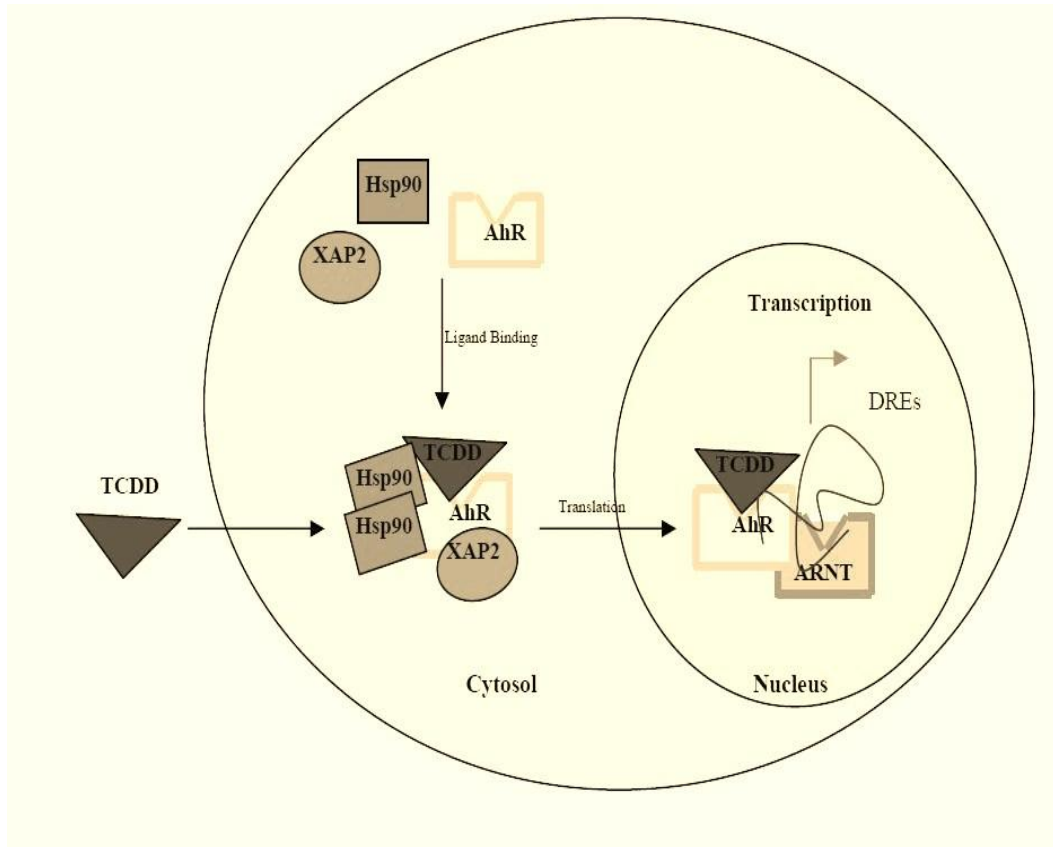 Hsp90
AhR
XAP2
Transcription
Ligand Binding
DREs
TCDD
TCDD
Hsp90
TCDD
Hsp90
AhR
XAP2
Translation
TCDD
AhR
ARNT
Cytosol
Nucleus